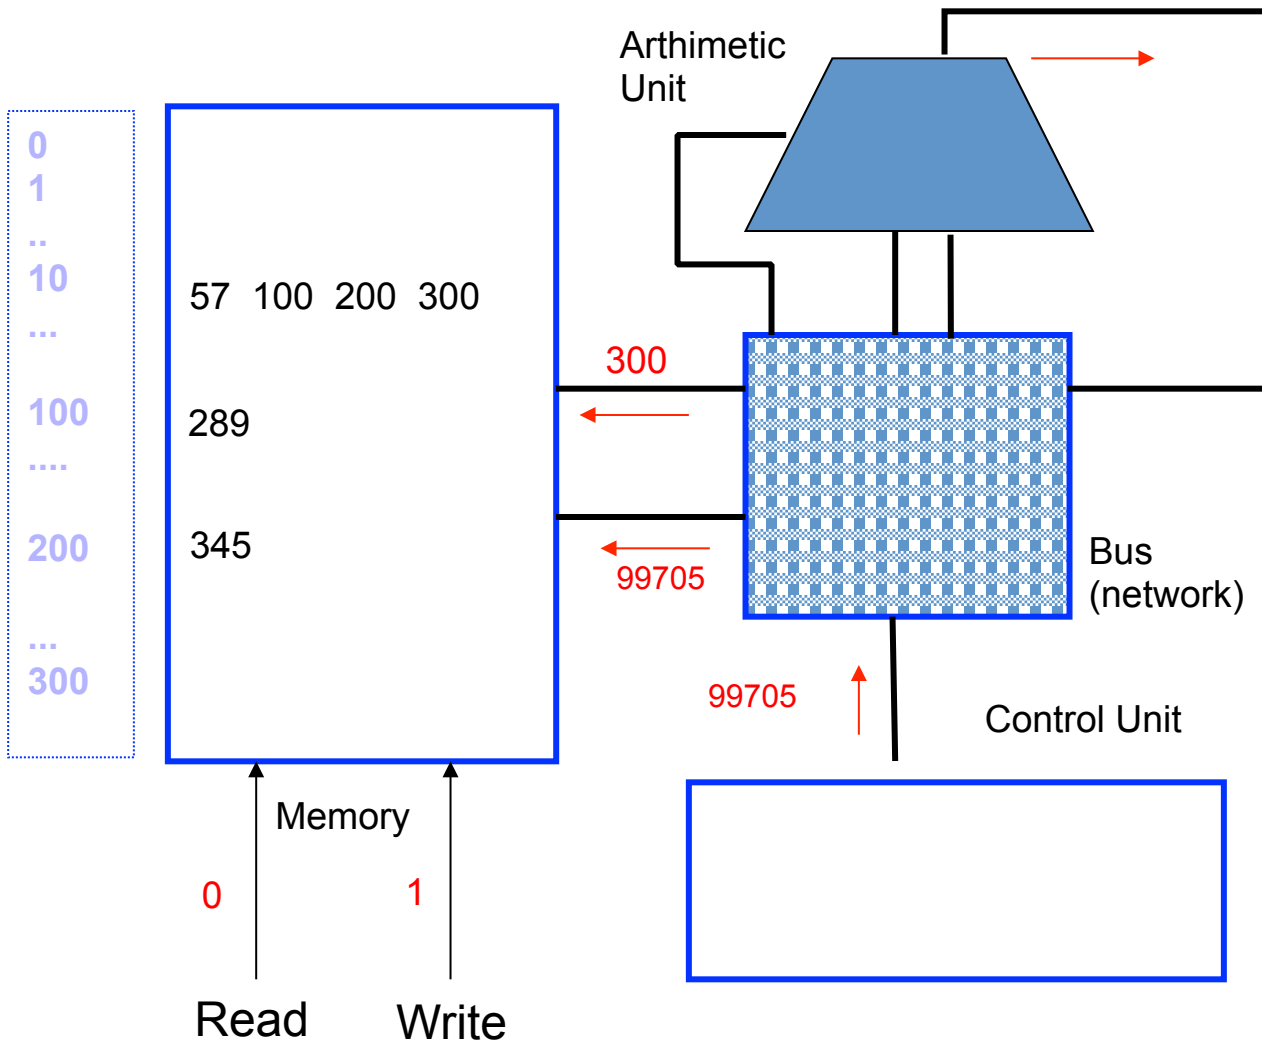 Arthimetic
Unit
0
1
..
10
...
100
....
200
...
300
57 100 200 300
289
345
300
99705
Bus
(network)
99705
Control Unit
Memory
0
1
Read
Write